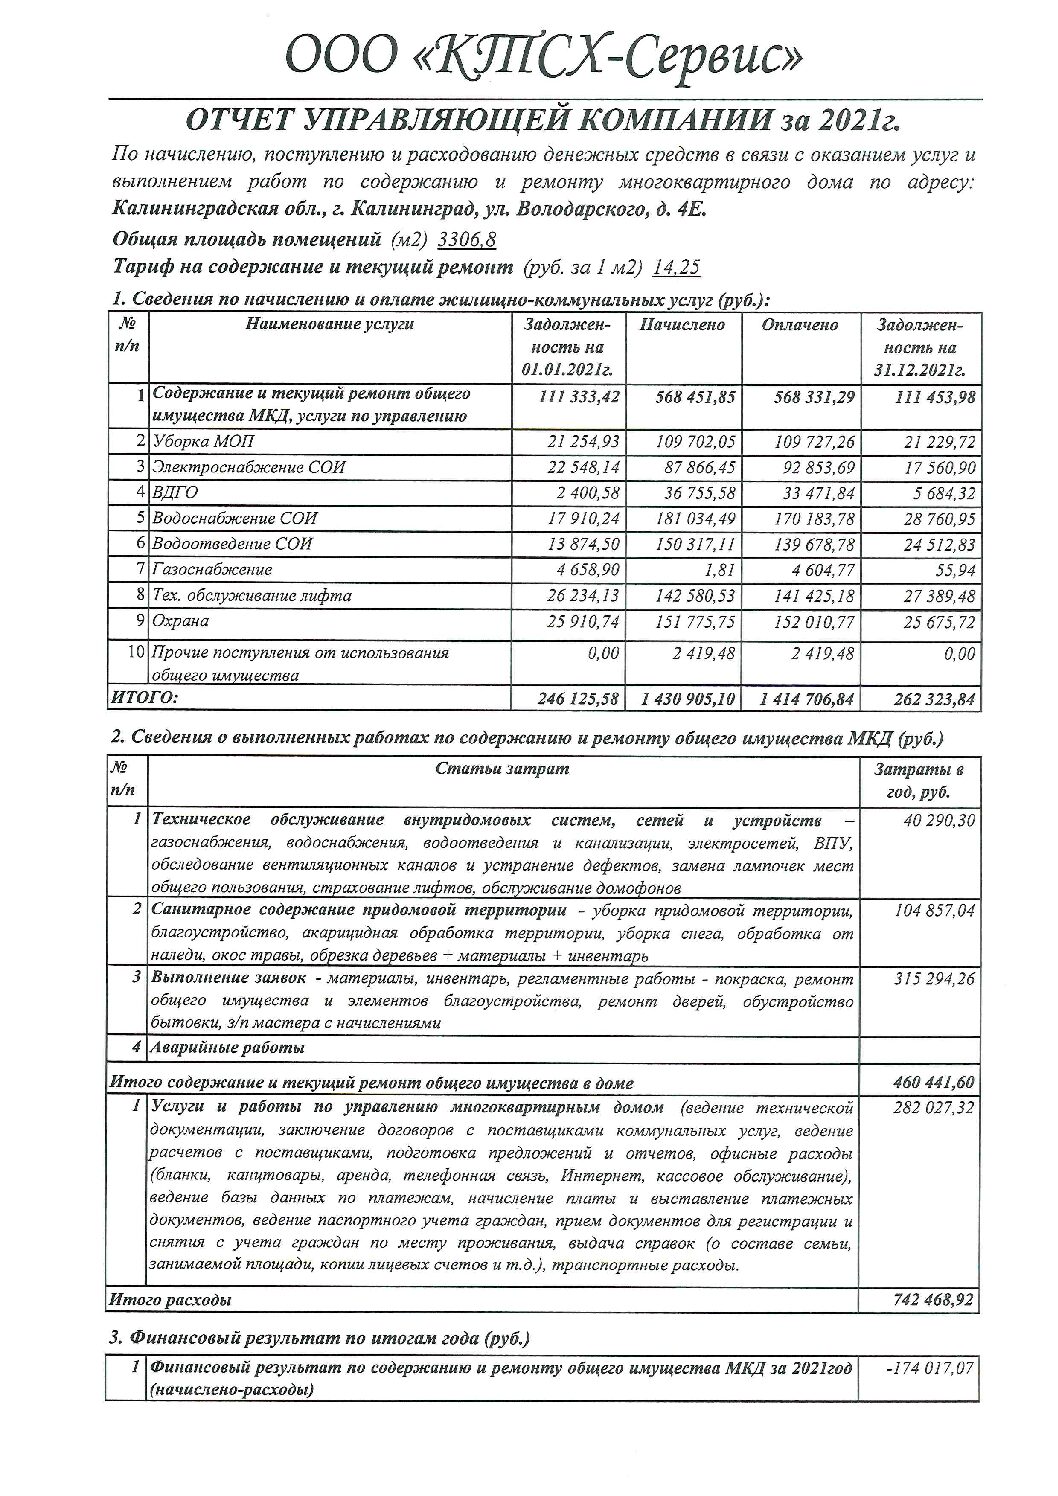 ООО «КТСХ-Сервис»
ОТЧЕТ УПРАВЛЯЮЩЕЙ КОМПАНИИ за 2021г.
По начислению, поступлению и расходованию денежных средств в связи с оказанием услуг и
выполнением работ по содержанию и ремонту многоквартирного дома по адресу:
Калининградская обл., г. Калининград, ул. Володарского, д. 4Е.
Общая площадь помещений (м2) 3306,8
Тариф на содержание и текущий ремонт (руб. за 1 м2) 14,25
1. Сведения по начислению и оплате жилищно-коммунальных услуг (руб.):
№ п/п Наименование услуги Задолжен-ность на 01.01.2021г. Начислено Оплачено Задолжен-ность на 31.12.2021г.
1 Содержание и текущий ремонт общего 111 333,42 568 451,85 568 331,29 111 453,98
имущества МКД, услуги по управлению
2 Уборка МОП 21 254,93 109 702,05 109 727,26 21 229,72
3 Электроснабжение СОИ 22 548,14 87 866,45 92 853,69 17 560,90
4 ВДГО 2 400,58 36 755,58 33 471,84 5 684,32
5 Водоснабжение СОИ 17 910,24 181 034,49 170 183,78 28 760,95
6 Водоотведение СОИ 13 874,50 150 317,11 139 678,78 24 512,83
7 Газоснабжение 4 658,90 1,81 4 604,77 55,94
8 Тех. обслуживание лифта 26 234,13 142 580,53 141 425,18 27 389,48
9 Охрана 25 910,74 151 775,75 152 010,77 25 675,72
10 Прочие поступления от использования 0,00 2 419,48 2 419,48 0,00
общего имущества
ИТОГО: 246 125,58 1 430 905,10 1 414 706,84 262 323,84
2. Сведения о выполненных работах по содержанию и ремонту общего имущества МКД (руб.)
№ Статьи затрат Затраты в
п/п год, руб.
1 Техническое обслуживание внутридомовых систем, сетей и устройств – 40 290,30
газоснабжения, водоснабжения, водоотведения и канализации, электросетей, ВПУ,
обследование вентиляционных каналов и устранение дефектов, замена лампочек мест
общего пользования, страхование лифтов, обслуживание домофонов
2 Санитарное содержание придомовой территории - уборка придомовой территории, 104 857,04
благоустройство, акарицидная обработка территории, уборка снега, обработка от
наледи, окос травы, обрезка деревьев – материалы + инвентарь
3 Выполнение заявок - материалы, инвентарь, регламентные работы - покраска, ремонт 315 294,26
общего имущества и элементов благоустройства, ремонт дверей, обустройство
бытовки, з/п мастера с начислениями
4 Аварийные работы
Итого содержание и текущий ремонт общего имущества в доме 460 441,60
1 Услуги и работы по управлению многоквартирным домом (ведение технической 282 027,32
документации, заключение договоров с поставщиками коммунальных услуг, ведение
расчетов с поставщиками, подготовка предложений и отчетов, офисные расходы
(бланки, канцтовары, аренда, телефонная связь, Интернет, кассовое обслуживание),
ведение базы данных по платежам, начисление платы и выставление платежных
документов, ведение паспортного учета граждан, прием документов для регистрации и
снятия с учета граждан по месту проживания, выдача справок (о составе семьи,
занимаемой площади, копии лицевых счетов и т.д.), транспортные расходы.
Итого расходы 742 468,92
3. Финансовый результат по итогам года (руб.)
1 Финансовый результат по содержанию и ремонту общего имущества МКД за 2021год -174 017,07
(начислено-расходы)